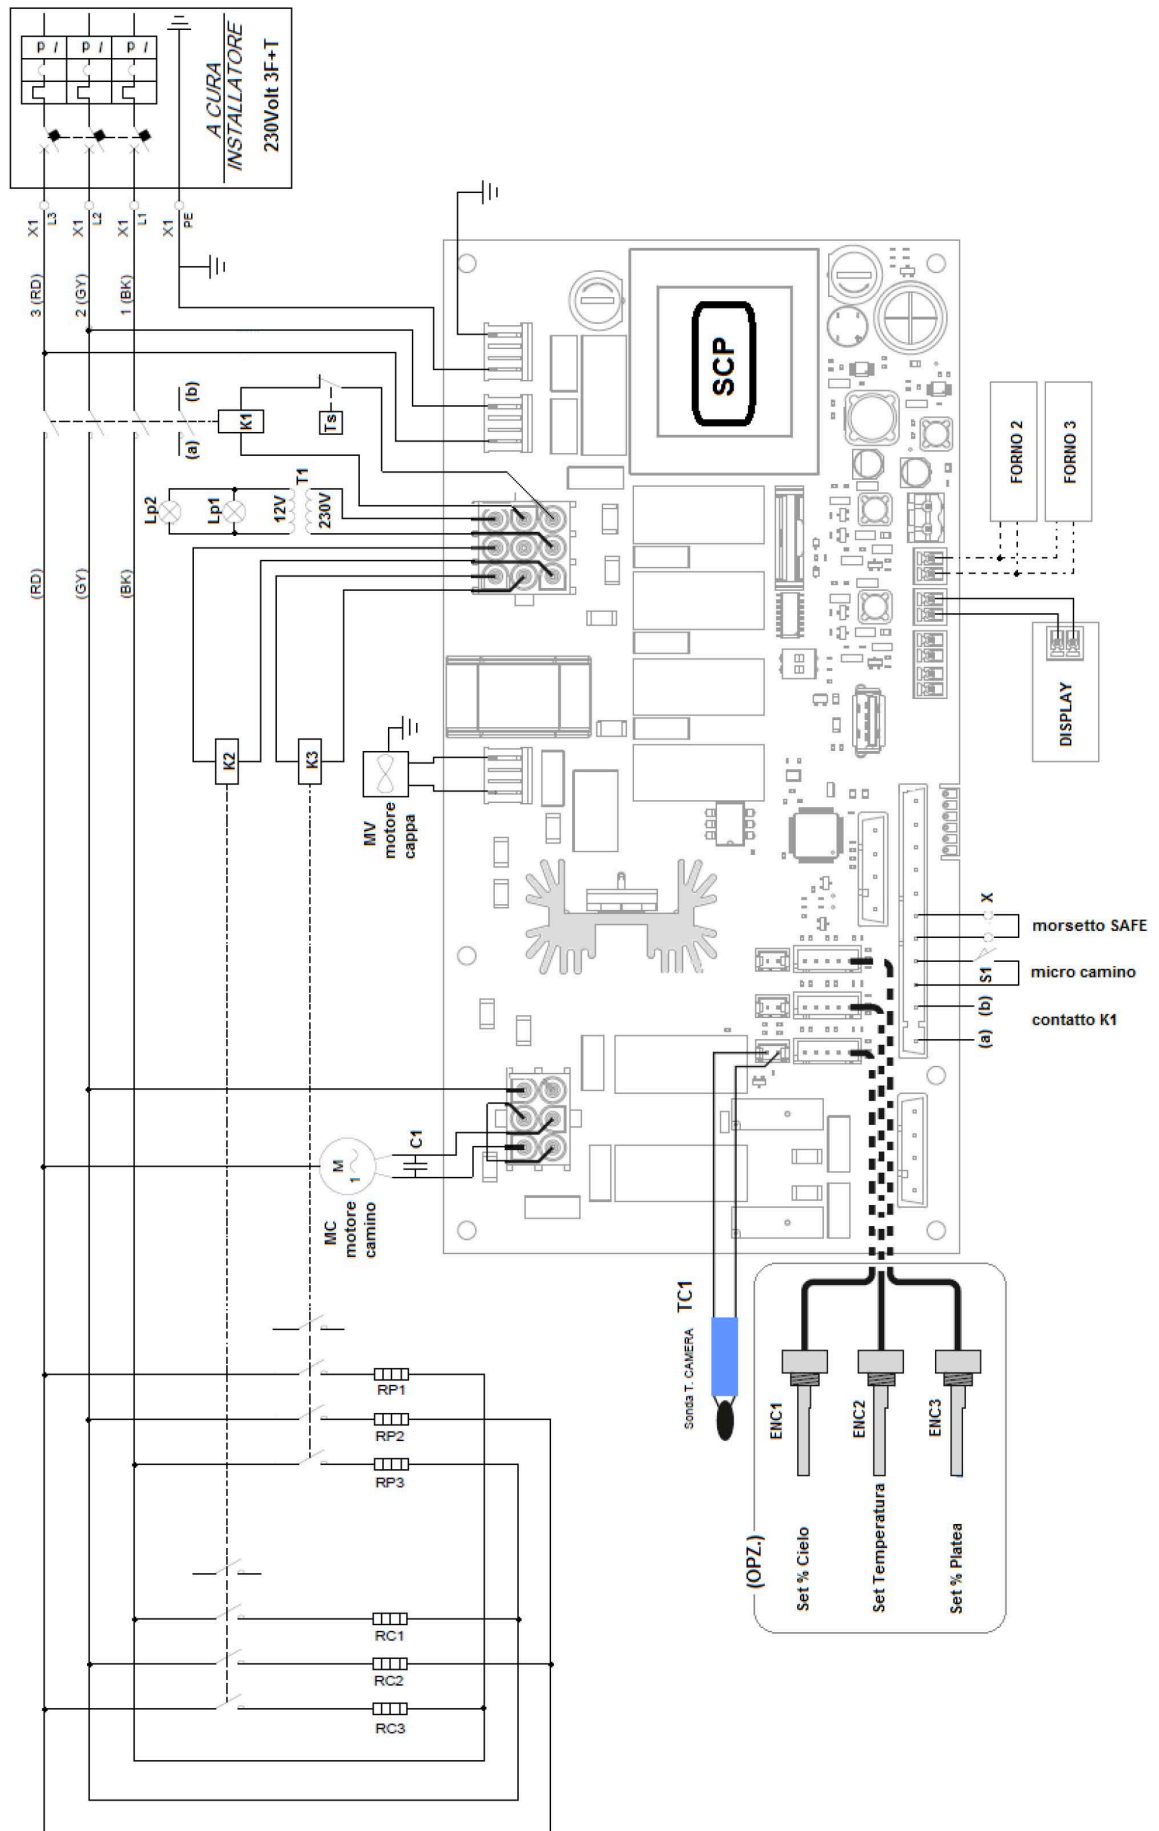 P I
P I
P I
A CURA
INSTALLATORE
230Volt 3F+T
X1
L3
X1
L2
X1
L1
X1
PE
3 (RD)
2 (GY)
1 (BK)
(b)
(a)
K1
Ts
Lp2
Lp1
T1
12V
230V
(RD)
(GY)
(BK)
SCP
FORNO 2
FORNO 3
DISPLAY
K2
K3
MV
motore
cappa
X
morsetto SAFE
S1
micro camino
(b)
(a)
contatto K1
C1
M
1
MC
motore
camino
TC1
Sonda T. CAMERA
RP1
RP2
RP3
RC1
RC2
RC3
(OPZ.)
ENC1
ENC2
ENC3
Set % Cielo
Set Temperatura
Set % Platea